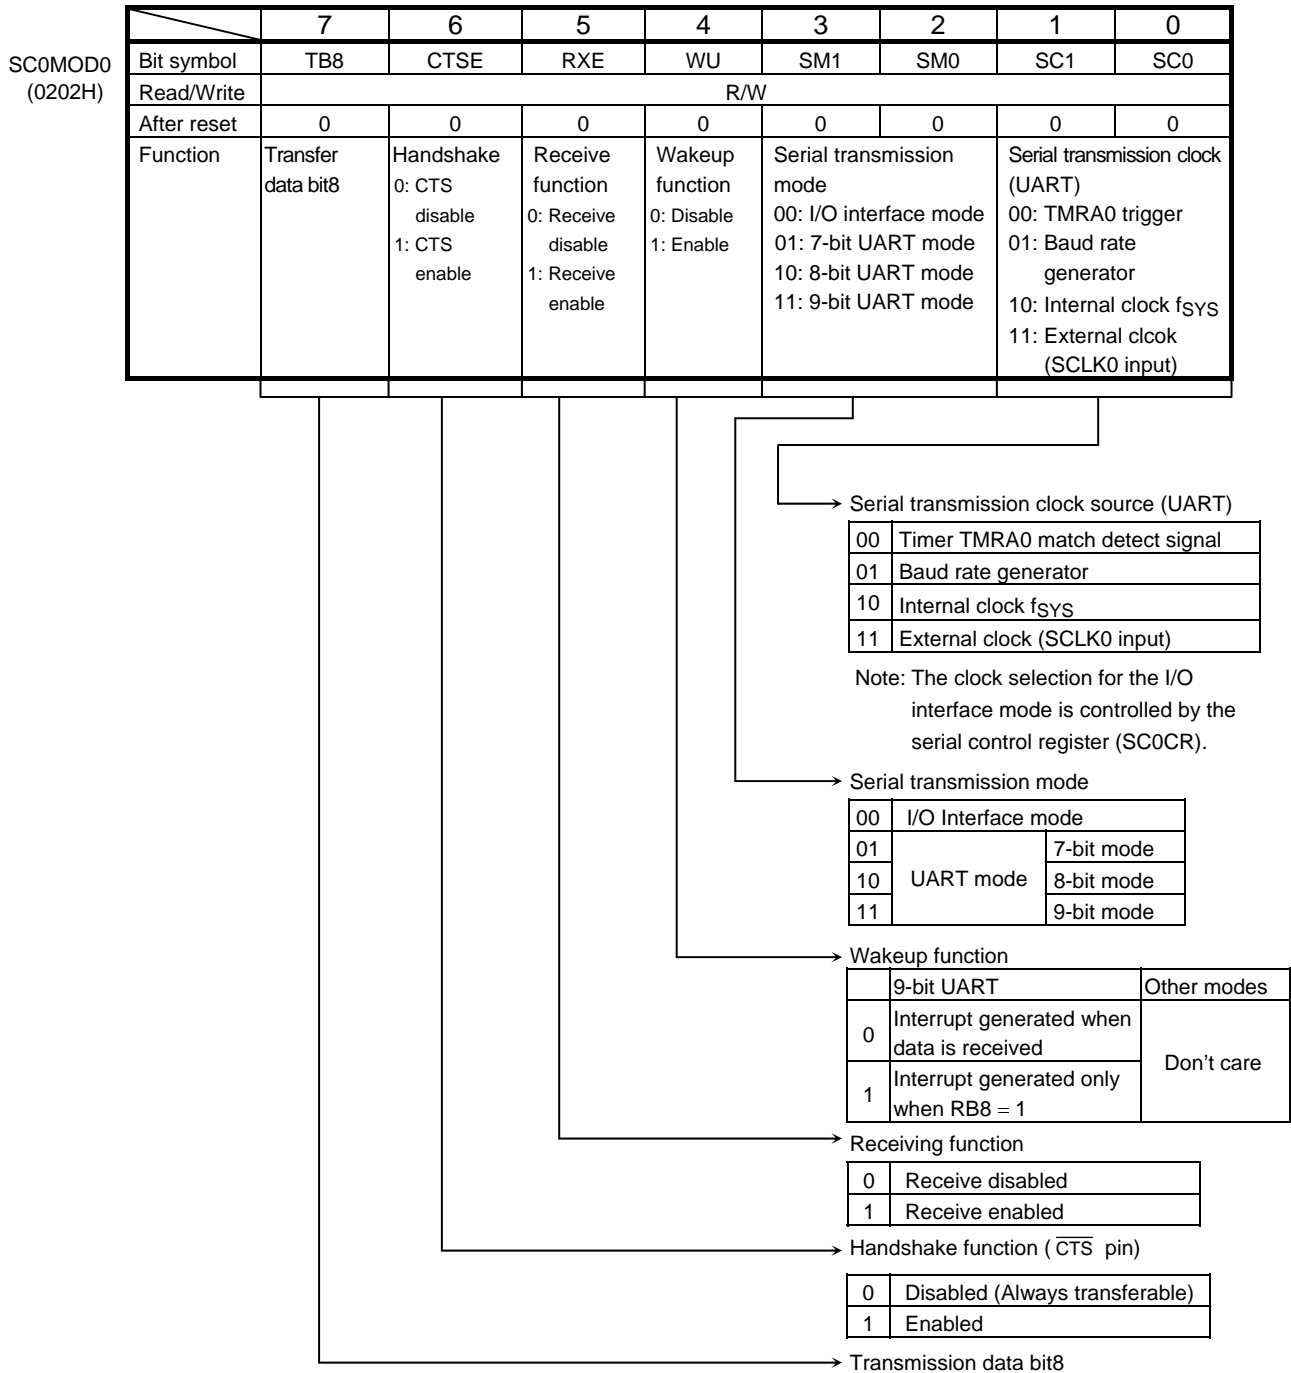 7 6 5 4 3 2 1 0
SC0MOD0
(0202H)
Bit symbol TB8 CTSE RXE WU SM1 SM0 SC1 SC0
Read/Write R/W
After reset 0 0 0 0 0 0 0 0
Function
Transfer
data bit8
Handshake
0: CTS
disable
1: CTS
enable
Receive
function
0: Receive
disable
1: Receive
enable
Wakeup
function
0: Disable
1: Enable
Serial transmission
mode
00: I/O interface mode
01: 7-bit UART mode
10: 8-bit UART mode
11: 9-bit UART mode
Serial transmission clock
(UART)
00: TMRA0 trigger
01: Baud rate
generator
10: Internal clock fSYS
11: External clcok
(SCLK0 input)
Serial transmission clock source (UART)
00 Timer TMRA0 match detect signal
01 Baud rate generator
10 Internal clock fSYS
11 External clock (SCLK0 input)
Note: The clock selection for the I/O
interface mode is controlled by the
serial control register (SC0CR).
Serial transmission mode
00 I/O Interface mode
01 7-bit mode
10 UART mode 8-bit mode
11 9-bit mode
Wakeup function
9-bit UART Other modes
0 Interrupt generated when
data is received
Don't care
1 Interrupt generated only
when RB8 = 1
Receiving function
0 Receive disabled
1 Receive enabled
Handshake function ( C̅T̅S̅ pin)
0 Disabled (Always transferable)
1 Enabled
Transmission data bit8